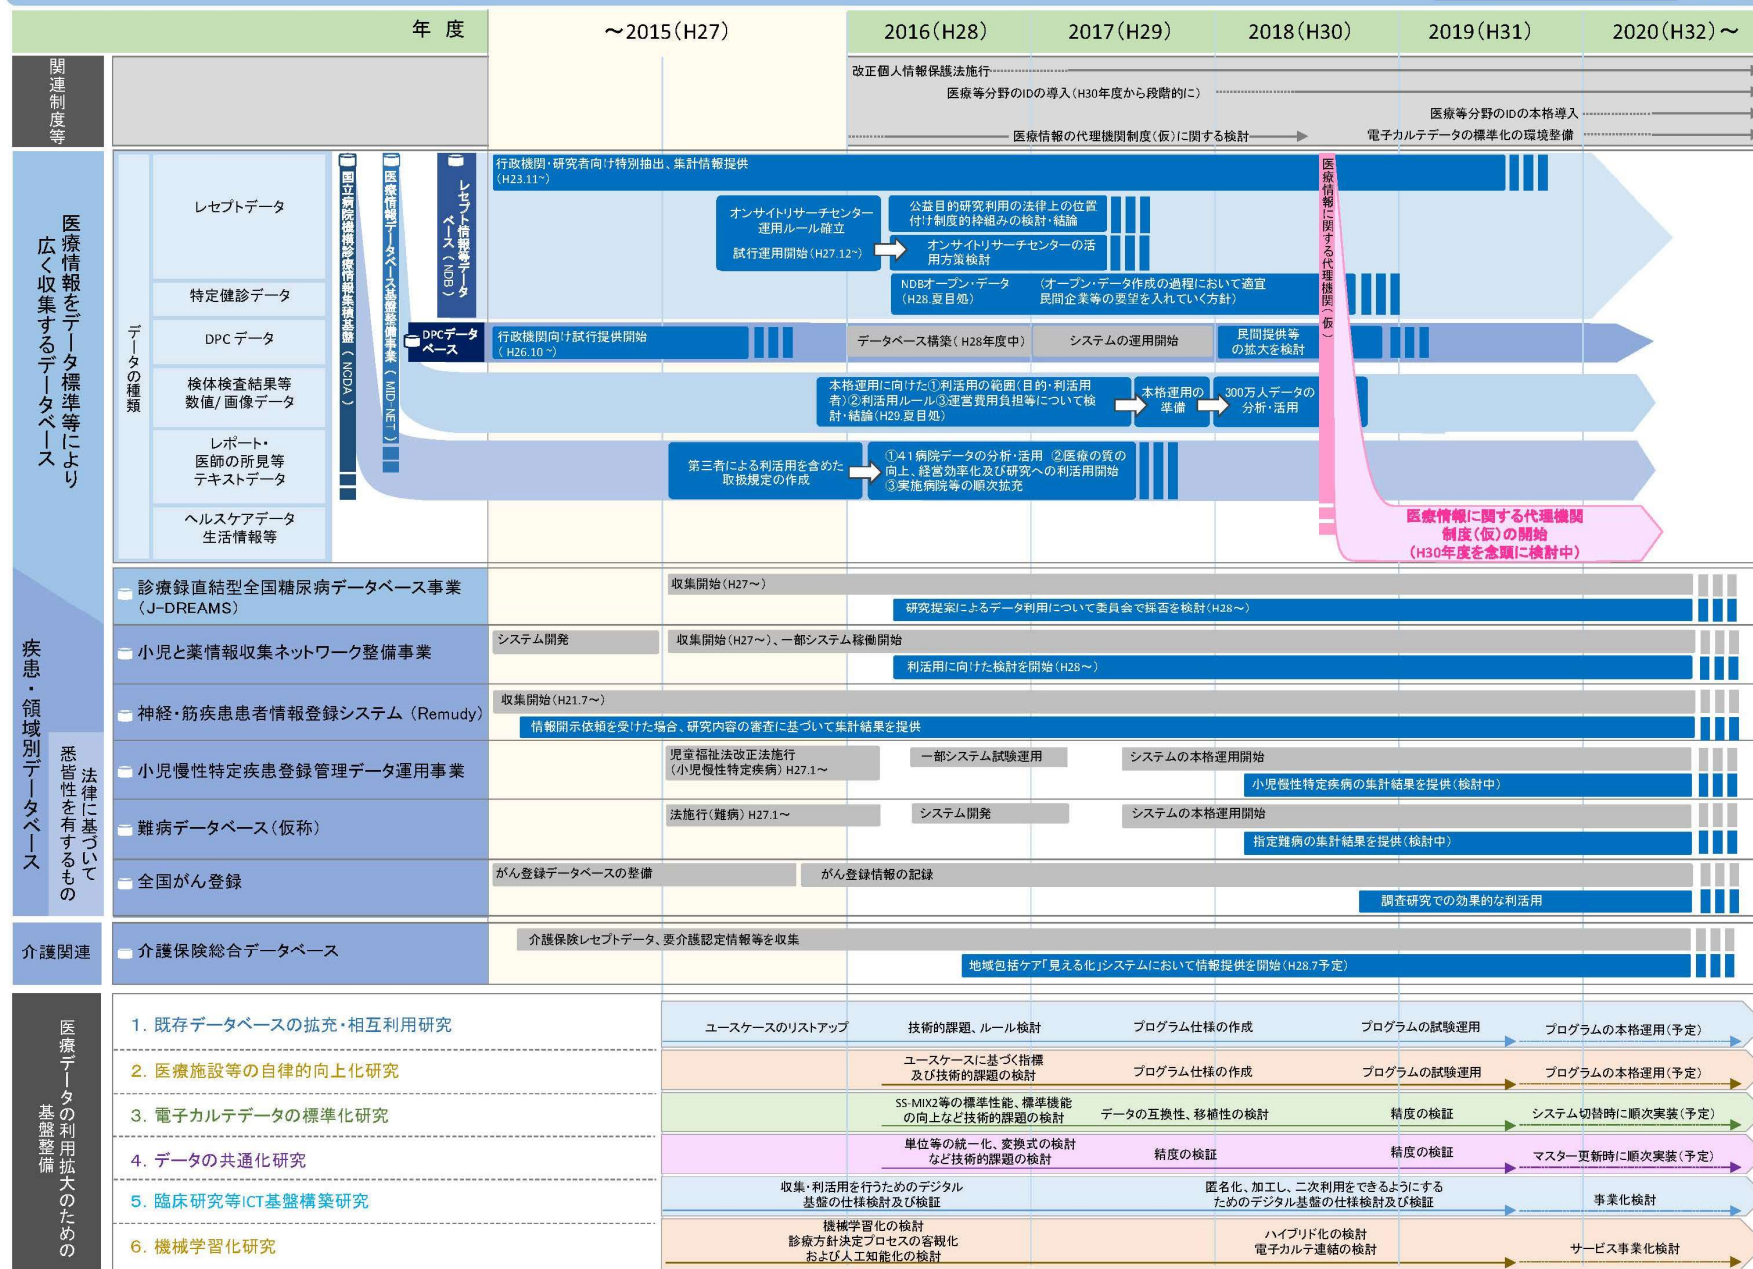 年 度
～2015(H27)
2016(H28)
2017(H29)
2018(H30)
2019(H31)
2020(H32)～
関連制度等
改正個人情報保護法施行
医療等分野のIDの導入(H30年度から段階的に)
医療等分野のIDの本格導入
医療情報の代理機関制度(仮)に関する検討
電子カルテデータの標準化の環境整備
医療情報をデータ標準等により
広く収集するデータベース
データの種類
レセプトデータ
特定健診データ
DPCデータ
検体検査結果等
数値/画像データ
レポート・
医師の所見等
テキストデータ
ヘルスケアデータ
生活情報等
国立病院機構診療情報集積基盤(NCDA)
医療情報データベース基盤整備事業(MID-NET)
レセプト情報等データ
ベース(NDB)
DPCデータ
ベース
行政機関・研究者向け特別抽出、集計情報提供
(H23.11~)
オンサイトリサーチセンター
運用ルール確立
試行運用開始(H27.12~)
公益目的研究利用の法律上の位置
付け制度的枠組みの検討・結論
オンサイトリサーチセンターの活
用方策検討
NDBオープン・データ
(H28.夏目処)
(オープン・データ作成の過程において適宜
民間企業等の要望を入れていく方針)
行政機関向け試行提供開始
(H26.10~)
データベース構築(H28年度中)
システムの運用開始
民間提供等
の拡大を検討
本格運用に向けた①利活用の範囲(目的・利活用
者)②利活用ルール③運営費用負担等について検
討・結論(H29.夏目処)
本格運用の
準備
300万人データの
分析・活用
第三者による利活用を含めた
取扱規定の作成
①41病院データの分析・活用 ②医療の質の
向上、経営効率化及び研究への利活用開始
③実施病院等の順次拡充
医療情報に関する代理機関(仮)
医療情報に関する代理機関
制度(仮)の開始
(H30年度を念頭に検討中)
疾患・領域別データベース
法律に基づいて
悉皆性を有するもの
診療録直結型全国糖尿病データベース事業
(J-DREAMS)
収集開始(H27～)
研究提案によるデータ利用について委員会で採否を検討(H28～)
小児と薬情報収集ネットワーク整備事業
システム開発
収集開始(H27～)、一部システム稼働開始
利活用に向けた検討を開始(H28～)
神経・筋疾患患者情報登録システム (Remudy)
収集開始(H21.7～)
情報開示依頼を受けた場合、研究内容の審査に基づいて集計結果を提供
小児慢性特定疾患登録管理データ運用事業
児童福祉法改正法施行
(小児慢性特定疾病) H27.1～
一部システム試験運用
システムの本格運用開始
小児慢性特定疾病の集計結果を提供(検討中)
難病データベース(仮称)
法施行(難病) H27.1～
システム開発
システムの本格運用開始
指定難病の集計結果を提供(検討中)
全国がん登録
がん登録データベースの整備
がん登録情報の記録
調査研究での効果的な利活用
介護関連
介護保険総合データベース
介護保険レセプトデータ、要介護認定情報等を収集
地域包括ケア「見える化」システムにおいて情報提供を開始(H28.7予定)
医療データの利用拡大のための
基盤整備
1. 既存データベースの拡充・相互利用研究
ユースケースのリストアップ
技術的課題、ルール検討
プログラム仕様の作成
プログラムの試験運用
プログラムの本格運用(予定)
2. 医療施設等の自律的向上化研究
ユースケースに基づく指標
及び技術的課題の検討
プログラム仕様の作成
プログラムの試験運用
プログラムの本格運用(予定)
3. 電子カルテデータの標準化研究
SS-MIX2等の標準性能、標準機能
の向上など技術的課題の検討
データの互換性、移植性の検討
精度の検証
システム切替時に順次実装(予定)
4. データの共通化研究
単位等の統一化、変換式の検討
など技術的課題の検討
精度の検証
精度の検証
マスター更新時に順次実装(予定)
5. 臨床研究等ICT基盤構築研究
収集・利活用を行うためのデジタル
基盤の仕様検討及び検証
匿名化、加工し、二次利用をできるようにする
ためのデジタル基盤の仕様検討及び検証
事業化検討
6. 機械学習化研究
機械学習化の検討
診療方針決定プロセスの客観化
および人工知能化の検討
ハイブリド化の検討
電子カルテ連結の検討
サービス事業化検討